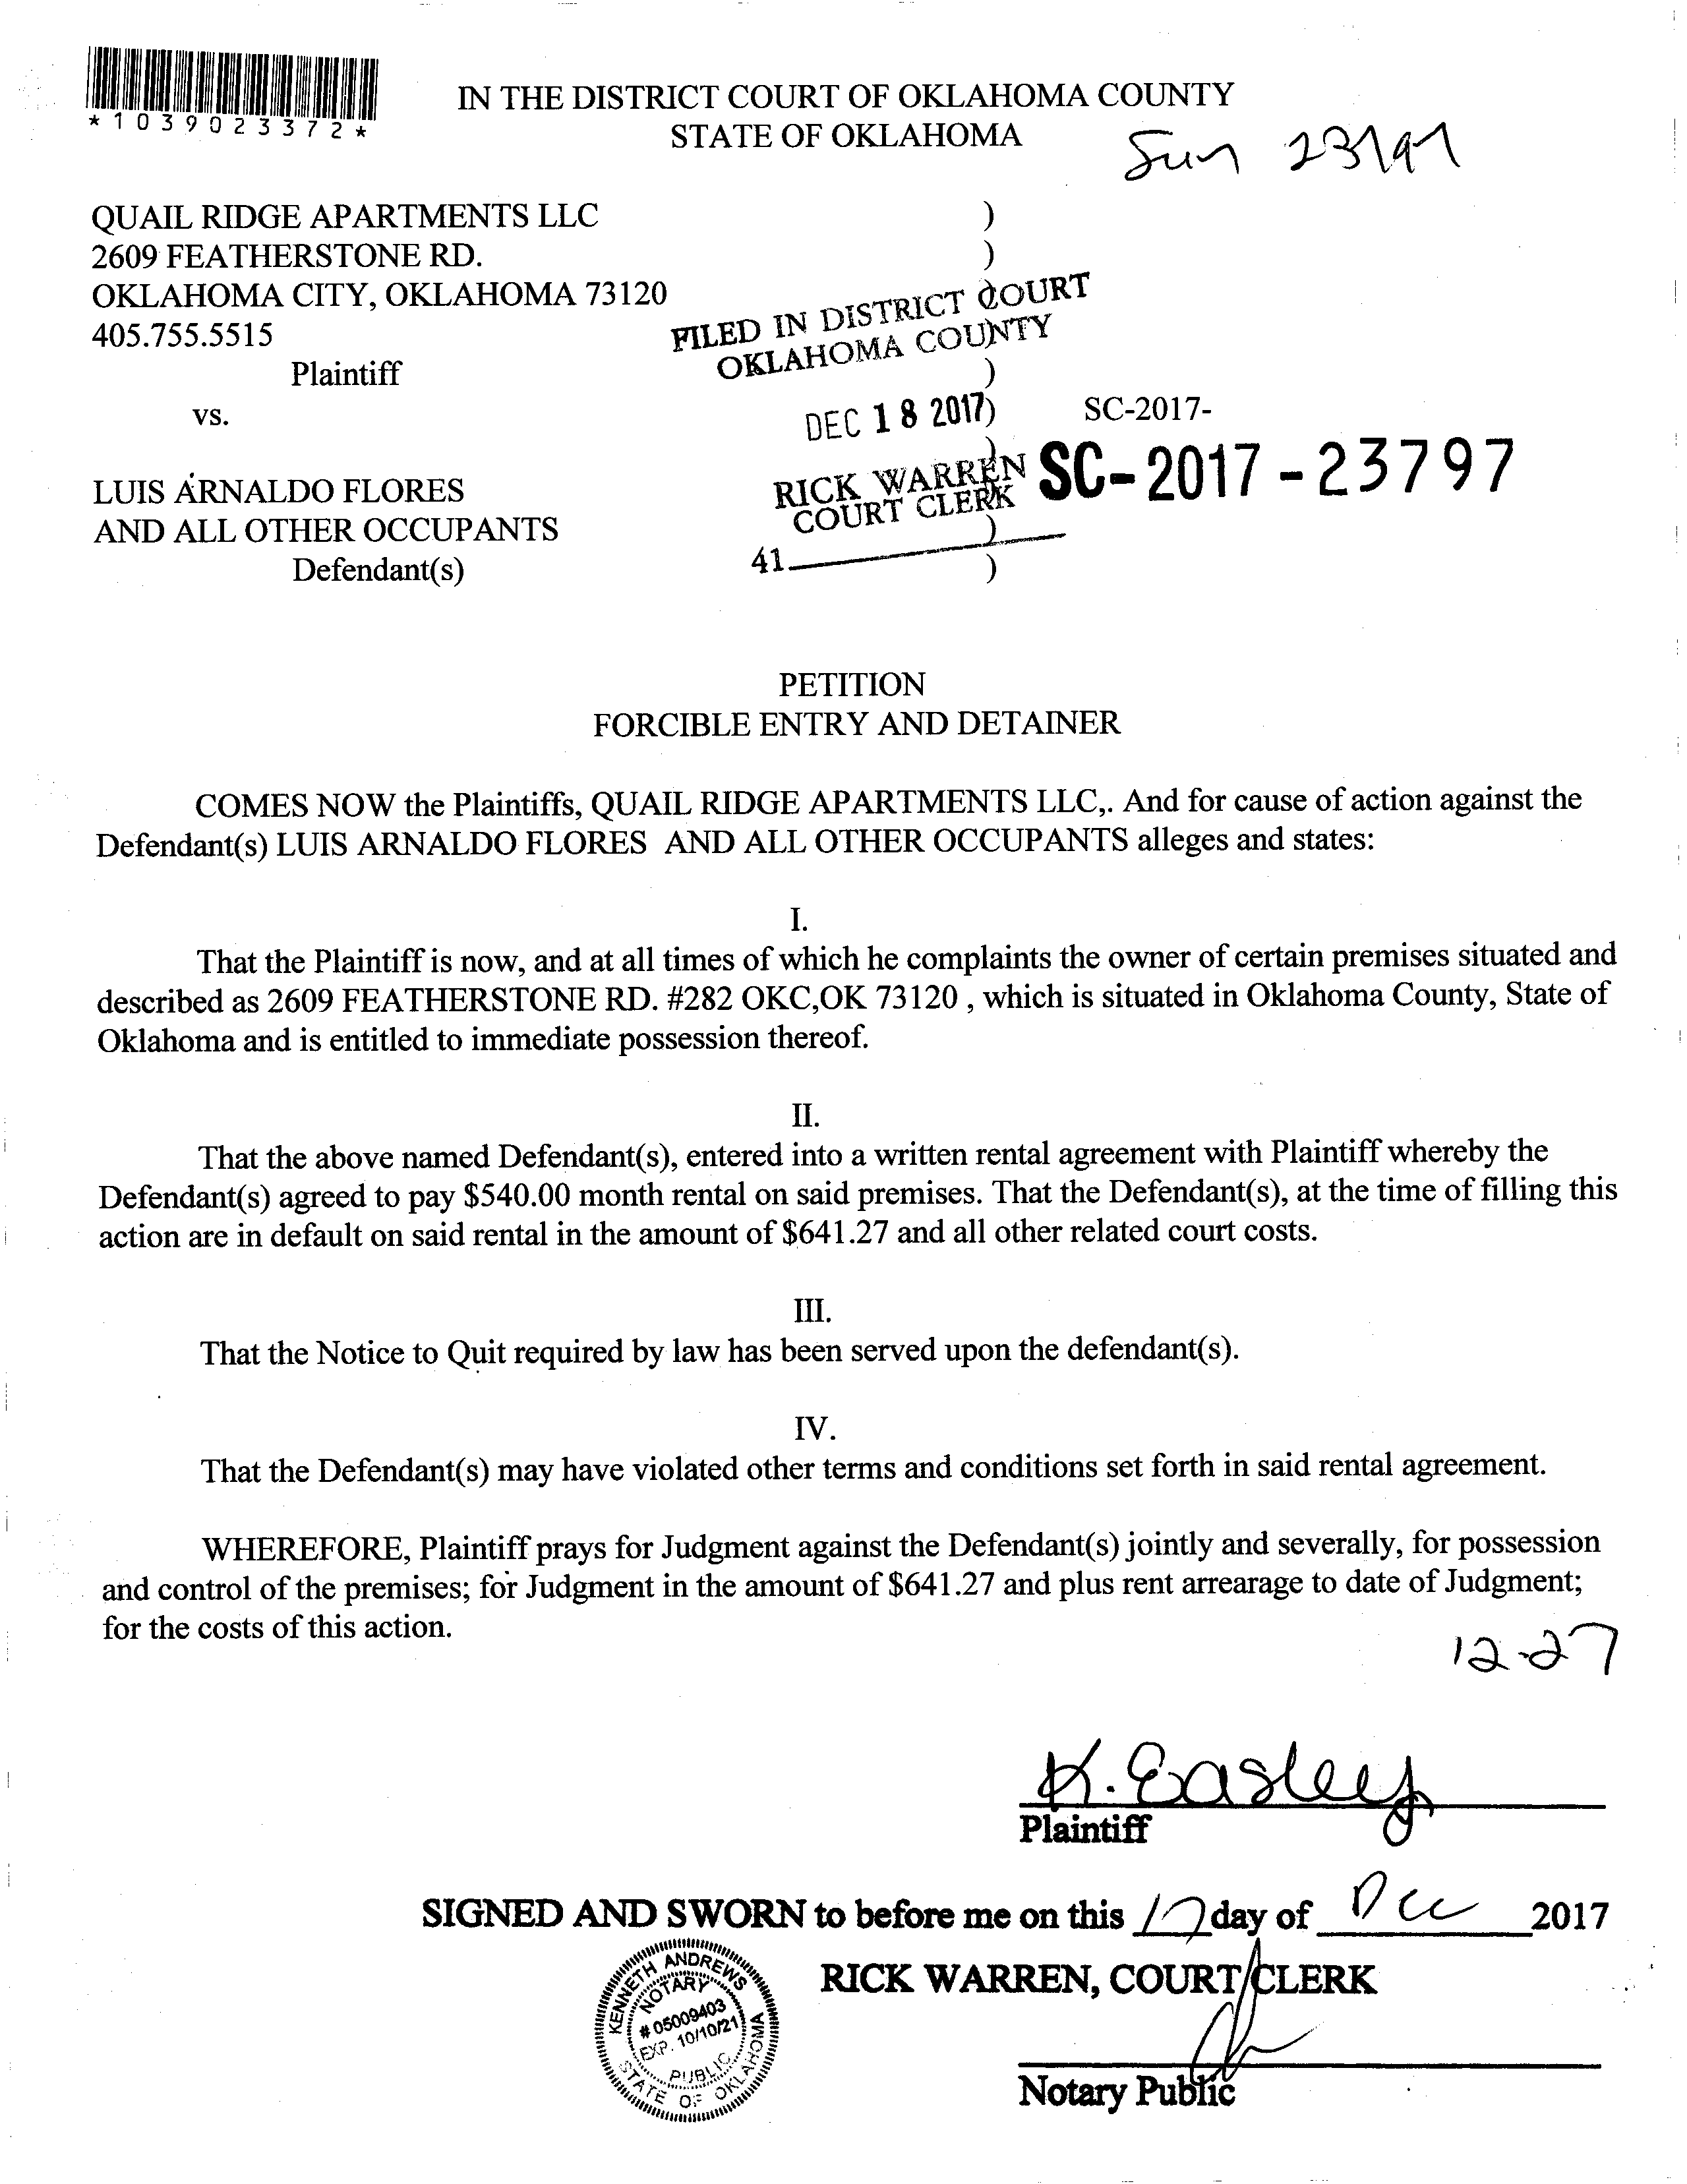 *1039023372*
IN THE DISTRICT COURT OF OKLAHOMA COUNTY
STATE OF OKLAHOMA
QUAIL RIDGE APARTMENTS LLC )
2609 FEATHERSTONE RD. )
OKLAHOMA CITY, OKLAHOMA 73120
405.755.5515
Plaintiff )
vs.
FILED IN DISTRICT COURT
OKLAHOMA COUNTY
DEC 18 2017 )
RICK WARREN
COURT CLERK
41
SC-2017-
SC-2017-23797
LUIS ARNALDO FLORES )
AND ALL OTHER OCCUPANTS )
Defendant(s) )
PETITION
FORCIBLE ENTRY AND DETAINER
COMES NOW the Plaintiffs, QUAIL RIDGE APARTMENTS LLC,. And for cause of action against the
Defendant(s) LUIS ARNALDO FLORES AND ALL OTHER OCCUPANTS alleges and states:
I.
That the Plaintiff is now, and at all times of which he complaints the owner of certain premises situated and
described as 2609 FEATHERSTONE RD. #282 OKC,OK 73120 , which is situated in Oklahoma County, State of
Oklahoma and is entitled to immediate possession thereof.
II.
That the above named Defendant(s), entered into a written rental agreement with Plaintiff whereby the
Defendant(s) agreed to pay $540.00 month rental on said premises. That the Defendant(s), at the time of filling this
action are in default on said rental in the amount of $641.27 and all other related court costs.
III.
That the Notice to Quit required by law has been served upon the defendant(s).
IV.
That the Defendant(s) may have violated other terms and conditions set forth in said rental agreement.
WHEREFORE, Plaintiff prays for Judgment against the Defendant(s) jointly and severally, for possession
and control of the premises; for Judgment in the amount of $641.27 and plus rent arrearage to date of Judgment;
for the costs of this action.
12-27
K. Easley
Plaintiff
SIGNED AND SWORN to before me on this day of Dec 2017
RICK WARREN, COURT CLERK
Notary Public
KENNETH ANDREWS
NOTARY
# 05009403
EXP. 10/10/21
PUBLIC
STATE OF OKLAHOMA